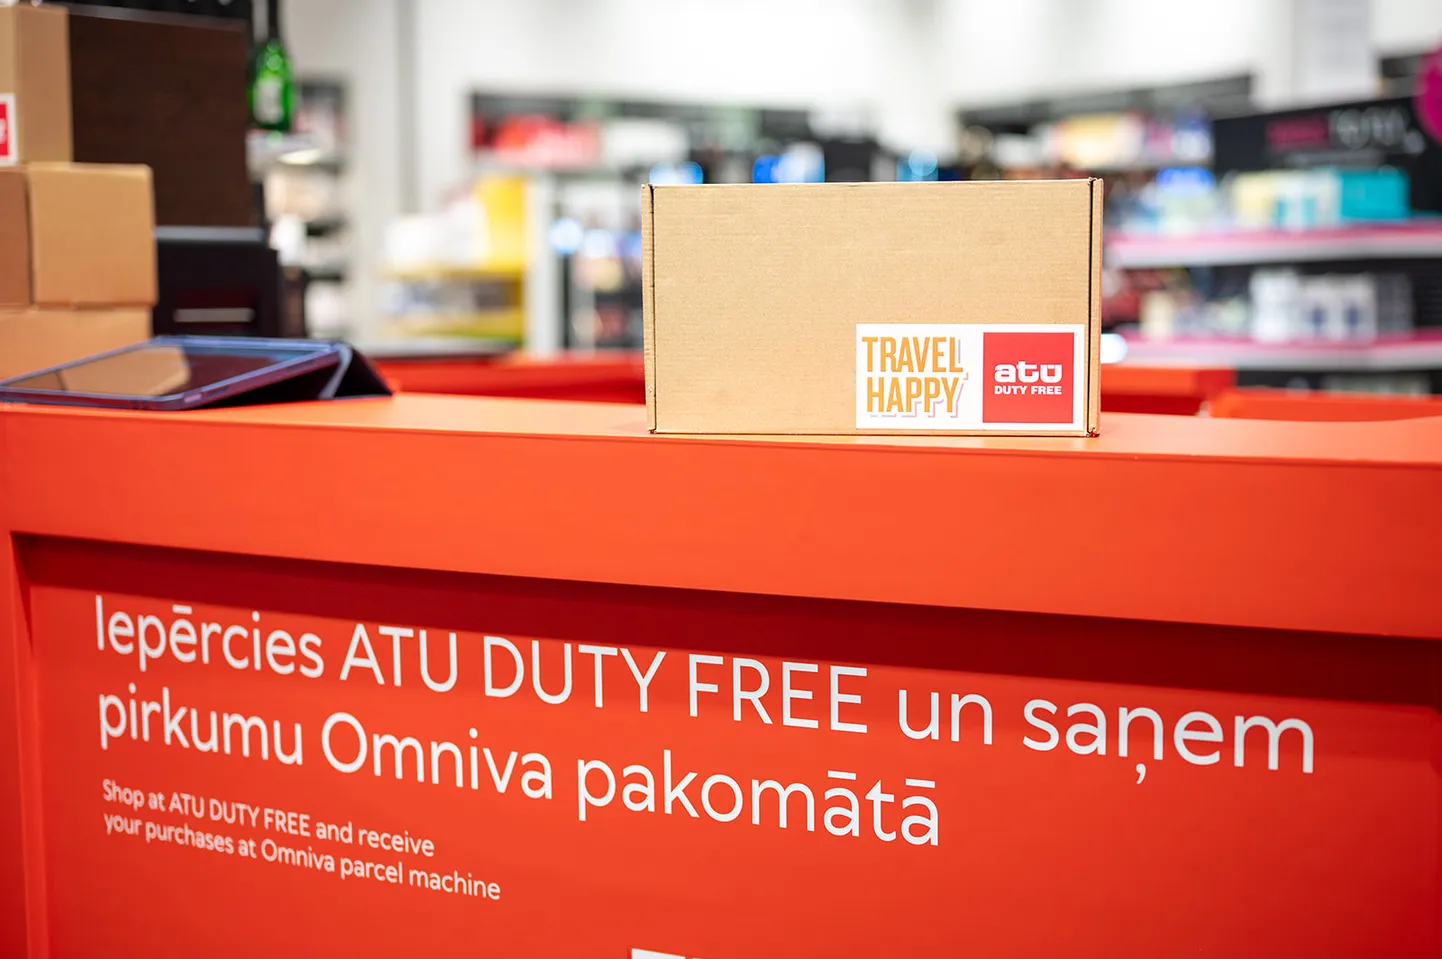 TRAVEL
HAPPY
atu
DUTY FREE
Iepērcies ATU DUTY FREE un saņem
pirkumu Omniva pakomātā
Shop at ATU DUTY FREE and receive
your purchases at Omniva parcel machine